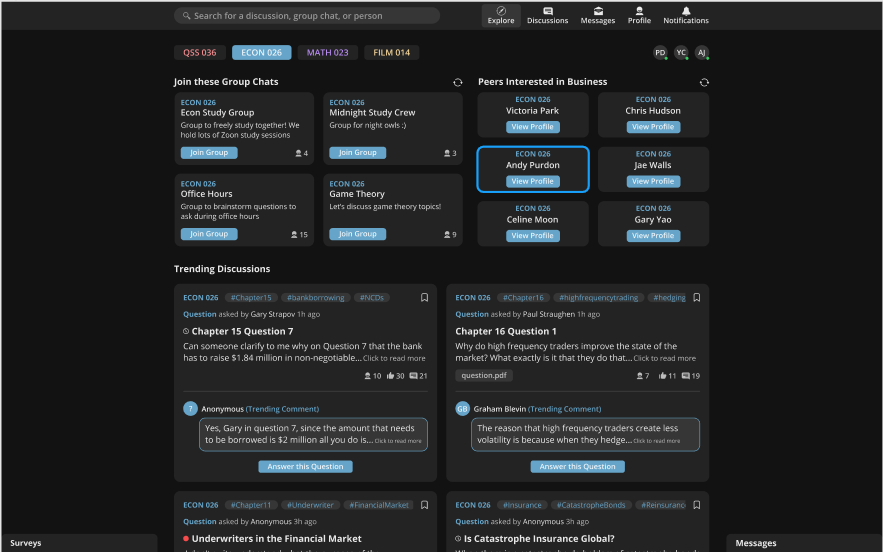 Search for a discussion, group chat, or person
Explore
Discussions
Messages
Profile
Notifications
QSS 036
ECON 026
MATH 023
FILM 014
PD
YC
AJ
Join these Group Chats
ECON 026
Econ Study Group
Group to freely study together! We
hold lots of Zoon study sessions
Join Group
4
ECON 026
Midnight Study Crew
Group for night owls ;)
Join Group
3
ECON 026
Office Hours
Group to brainstorm questions to
ask during office hours
Join Group
15
ECON 026
Game Theory
Let's discuss game theory topics!
Join Group
9
Peers Interested in Business
ECON 026
Victoria Park
View Profile
ECON 026
Chris Hudson
View Profile
ECON 026
Andy Purdon
View Profile
ECON 026
Jae Walls
View Profile
ECON 026
Celine Moon
View Profile
ECON 026
Gary Yao
View Profile
Trending Discussions
ECON 026 #Chapter15 #bankborrowing #NCDs
Question asked by Gary Strapov 1h ago
Chapter 15 Question 7
Can someone clarify to me why on Question 7 that the bank
has to raise $1.84 million in non-negotiable... Click to read more
10 30 21
? Anonymous (Trending Comment)
Yes, Gary in question 7, since the amount that needs
to be borrowed is $2 million all you do is... Click to read more
Answer this Question
ECON 026 #Chapter16 #highfrequencytrading #hedging
Question asked by Paul Straughen 1h ago
Chapter 16 Question 1
Why do high frequency traders improve the state of the
market? What exactly is it that they do that... Click to read more
question.pdf
7 11 19
GB Graham Blevin (Trending Comment)
The reason that high frequency traders create less
volatility is because when they hedge... Click to read more
Answer this Question
ECON 026 #Chapter11 #Underwriter #FinancialMarket
Question asked by Anonymous 3h ago
Underwriters in the Financial Market
ECON 026 #Insurance #CatastropheBonds #Reinsuranc
Question asked by Anonymous 3h ago
Is Catastrophe Insurance Global?
Surveys
Messages